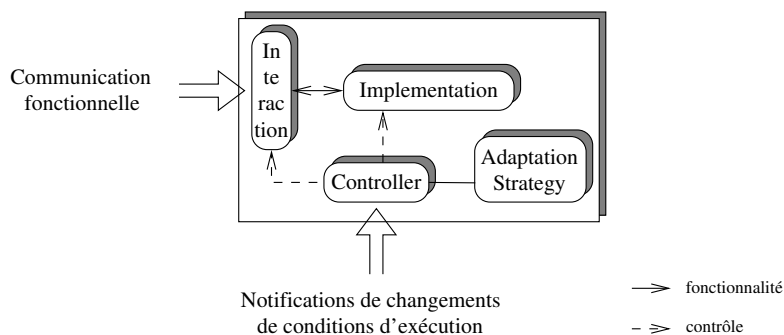 Communication
fonctionnelle
In
te
rac
tion
Implementation
Controller
Adaptation
Strategy
Notifications de changements
de conditions d'exécution
fonctionnalité
contrôle